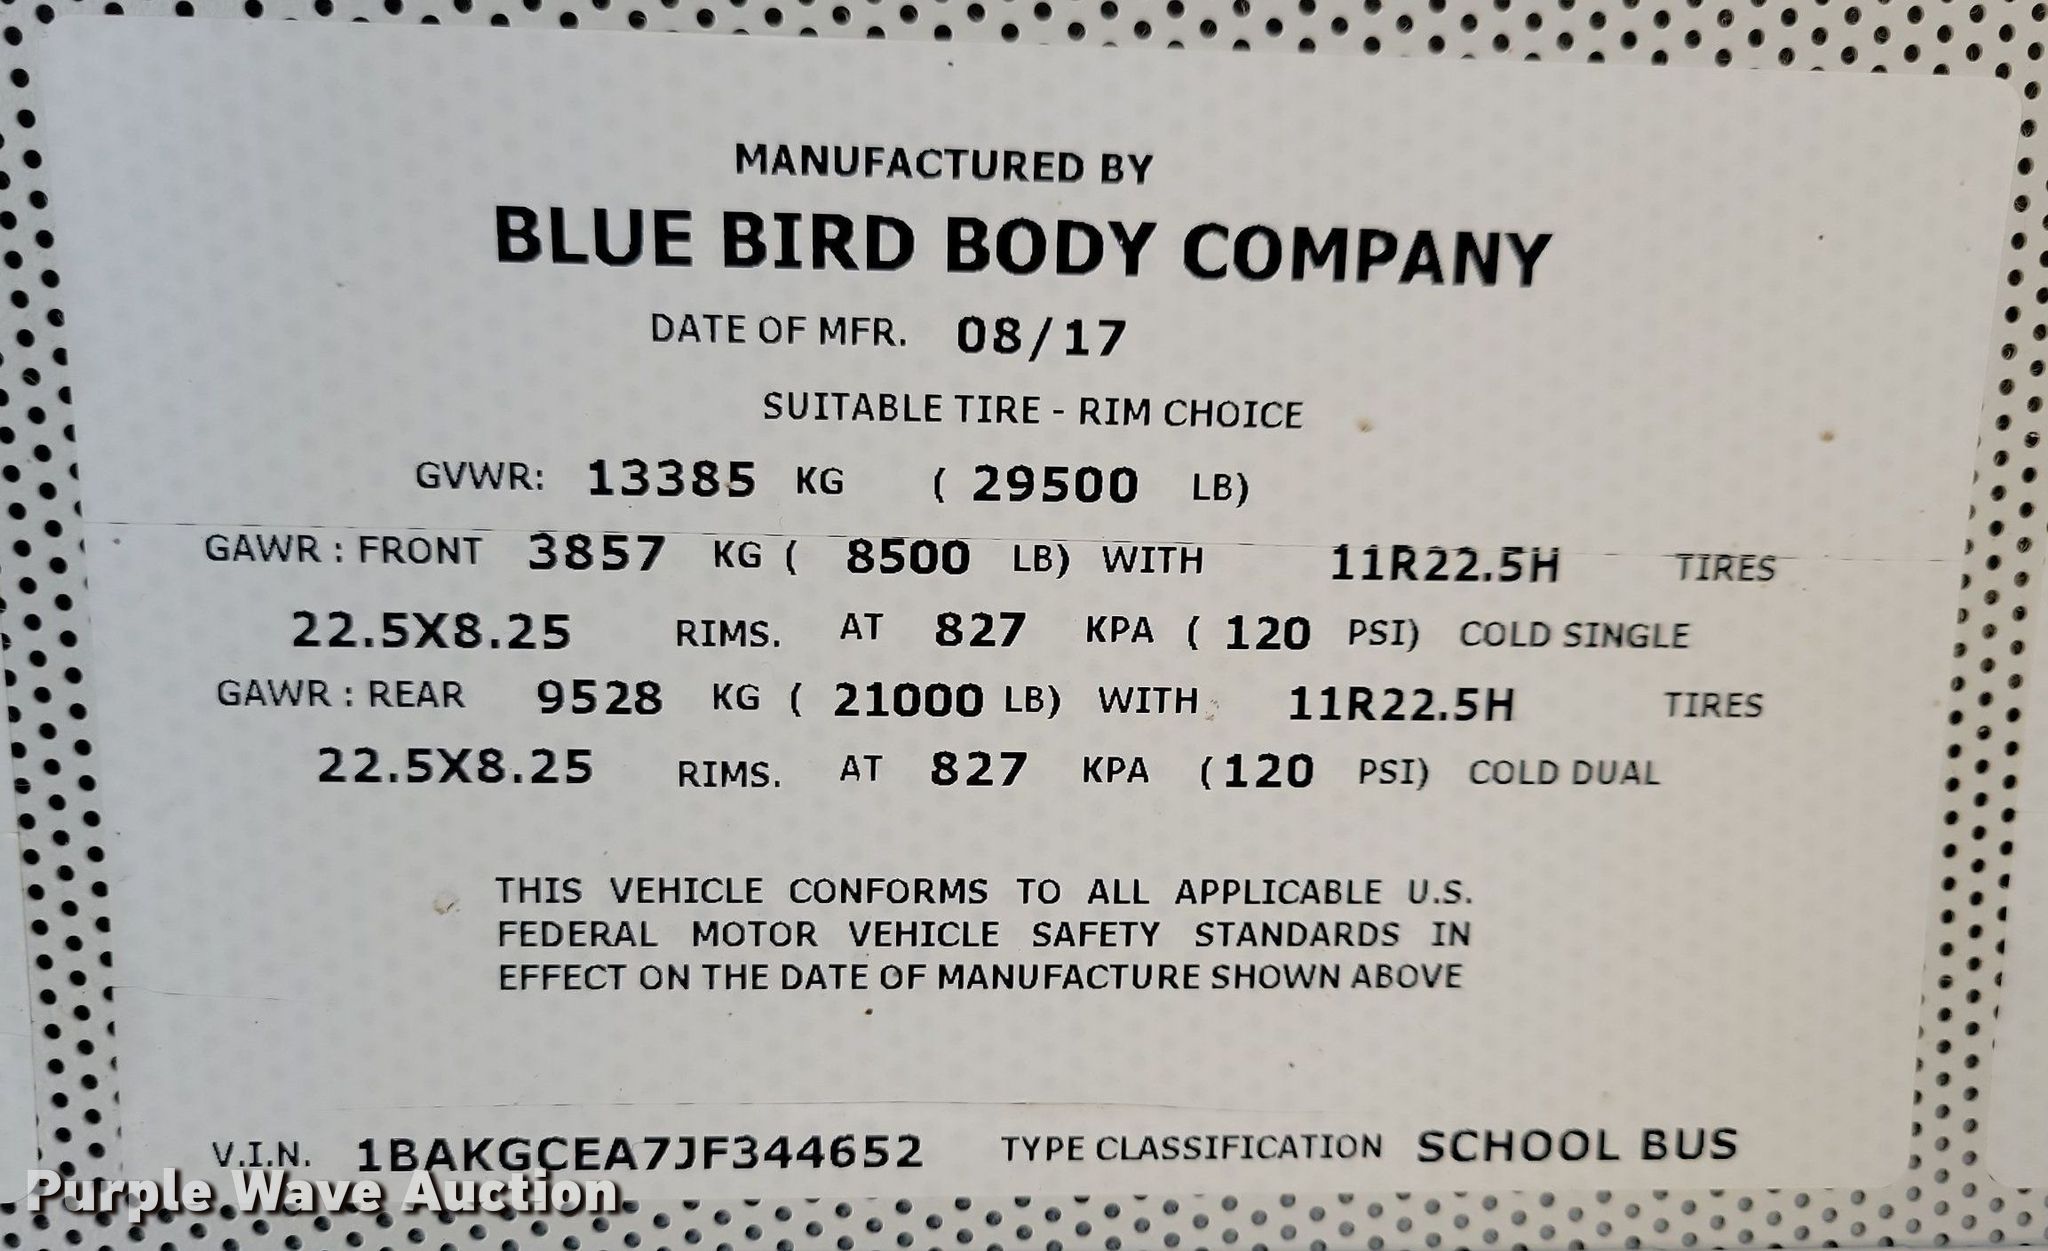 MANUFACTURED BY
BLUE BIRD BODY COMPANY
DATE OF MFR. 08/17
SUITABLE TIRE - RIM CHOICE
GVWR: 13385 KG ( 29500 LB)
GAWR : FRONT 3857 KG ( 8500 LB) WITH 11R22.5H TIRES
22.5X8.25 RIMS. AT 827 KPA ( 120 PSI) COLD SINGLE
GAWR : REAR 9528 KG ( 21000 LB) WITH 11R22.5H TIRES
22.5X8.25 RIMS. AT 827 KPA (120 PSI) COLD DUAL
THIS VEHICLE CONFORMS TO ALL APPLICABLE U.S.
FEDERAL MOTOR VEHICLE SAFETY STANDARDS IN
EFFECT ON THE DATE OF MANUFACTURE SHOWN ABOVE
V.I.N. 1BAKGCEA7JF344652 TYPE CLASSIFICATION SCHOOL BUS
Purple Wave Auction